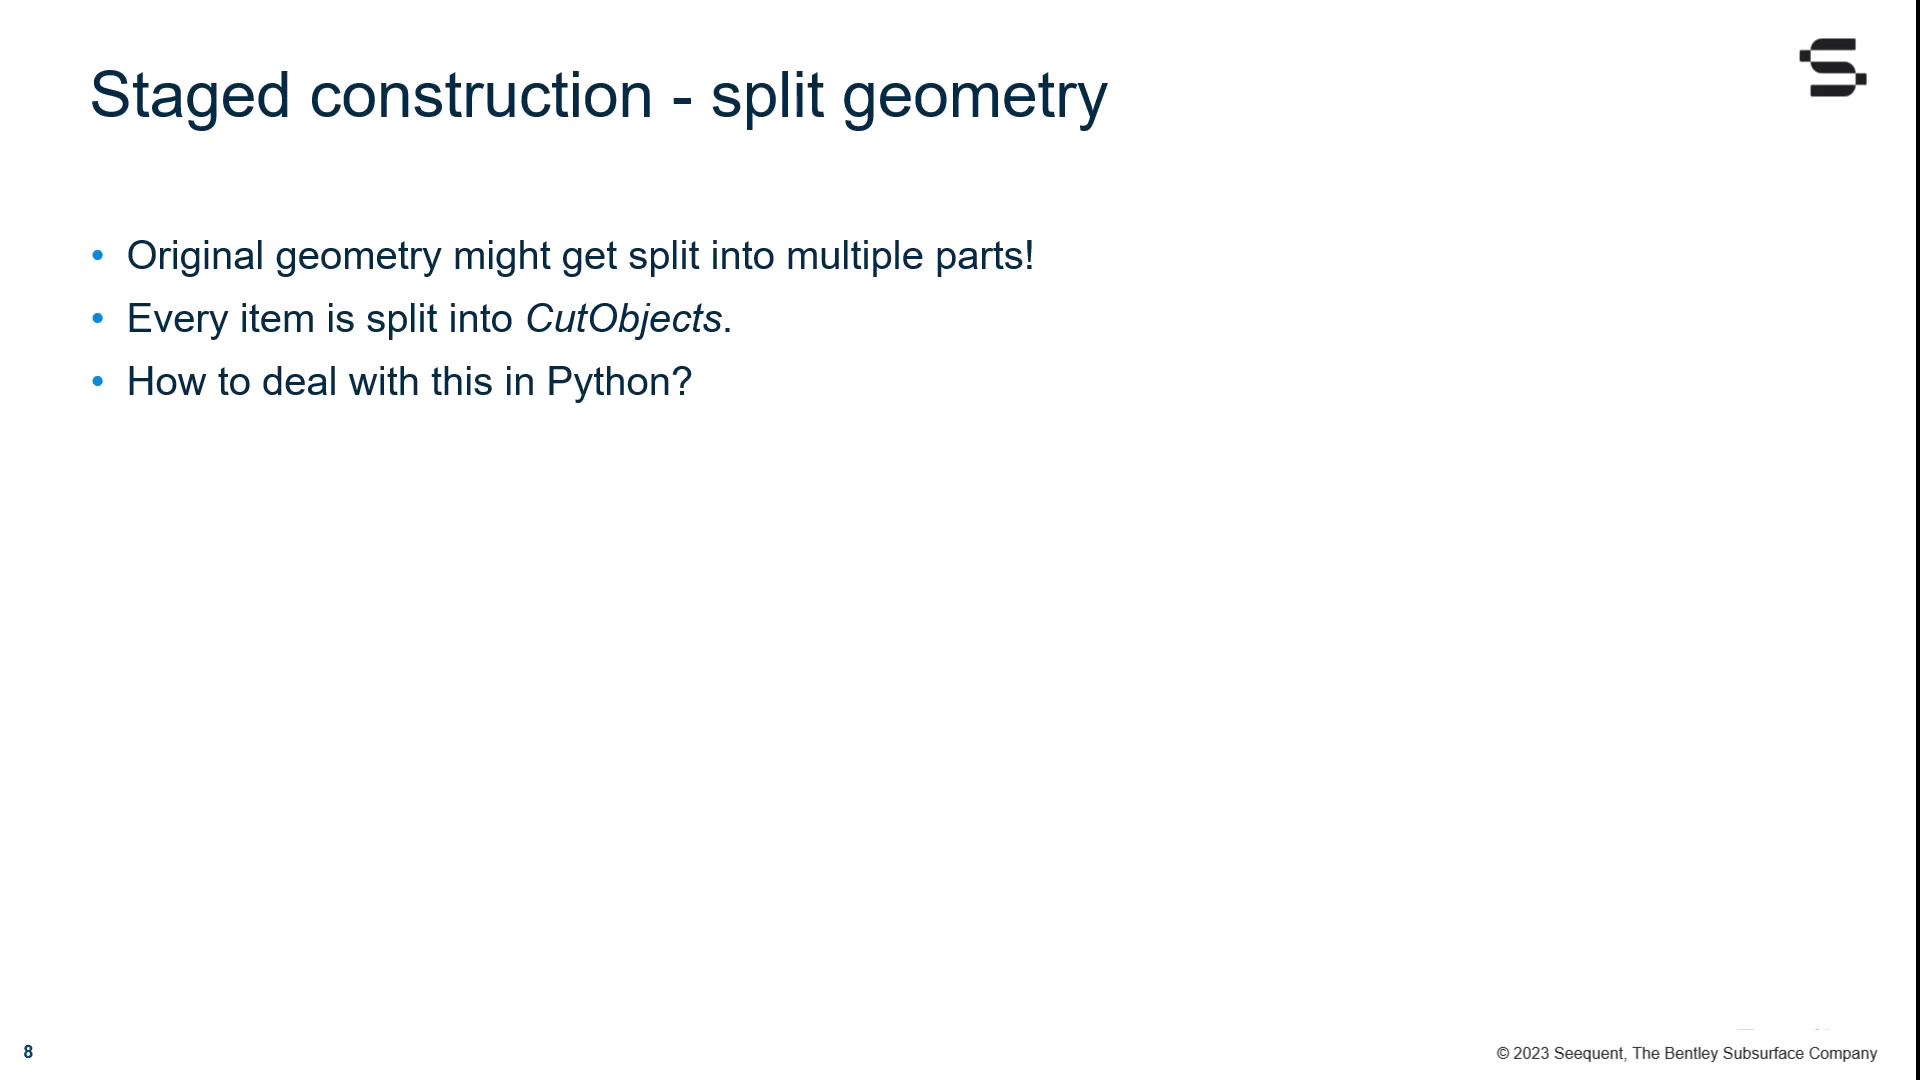 Staged construction - split geometry
• Original geometry might get split into multiple parts!
• Every item is split into CutObjects.
• How to deal with this in Python?
8
© 2023 Seequent, The Bentley Subsurface Company